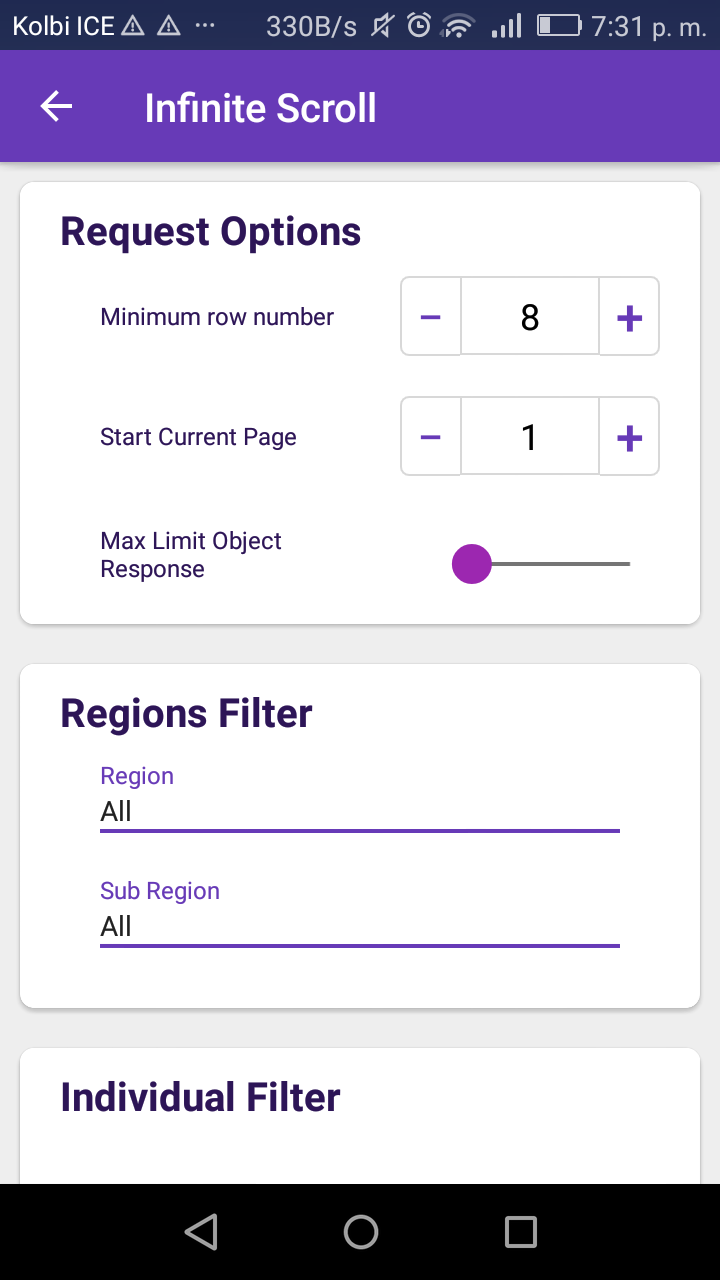 Kolbi ICE ... 330B/s 7:31 p. m.
Infinite Scroll
Request Options
Minimum row number − 8 +
Start Current Page − 1 +
Max Limit Object
Response
Regions Filter
Region
All
Sub Region
All
Individual Filter